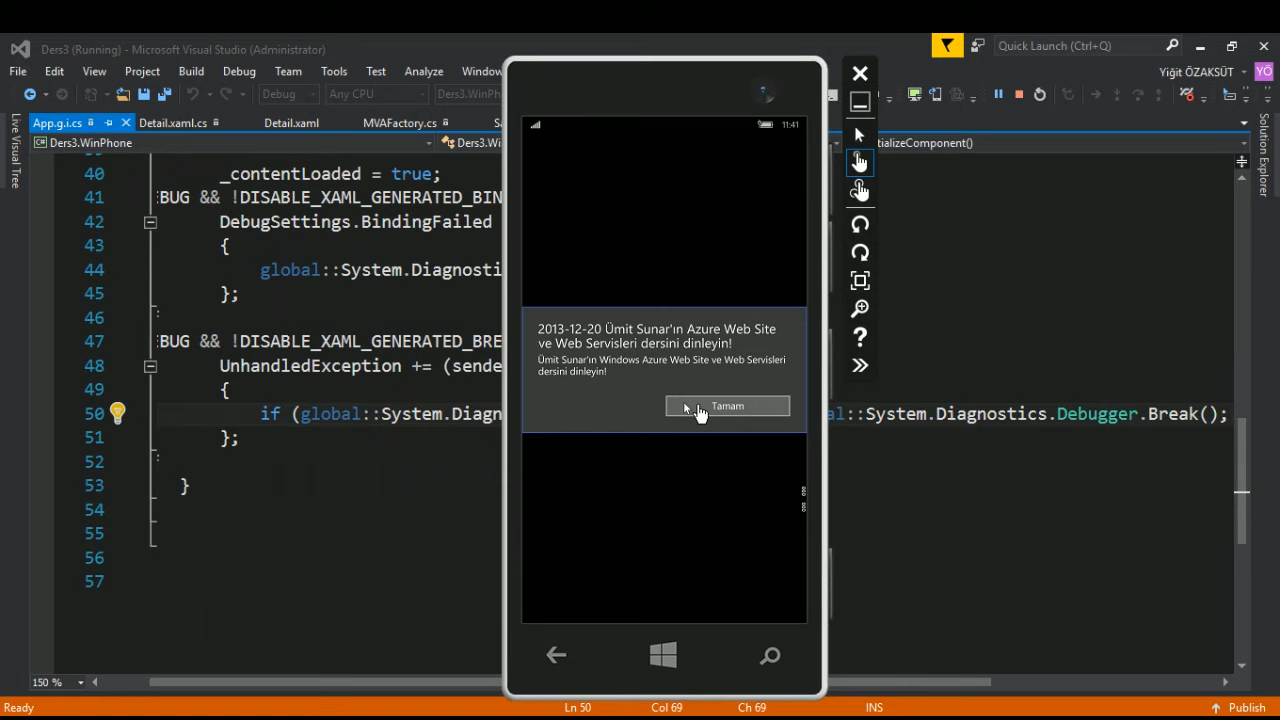 Ders3 (Running) - Microsoft Visual Studio (Administrator)
Quick Launch (Ctrl+Q)
File Edit View Project Build Debug Team Tools Test Analyze Window
Yiğit ÖZAKSÜT YÖ
Debug Any CPU Ders3.WinPh
App.g.i.cs Detail.xaml.cs Detail.xaml MVAFactory.cs
Ders3.WinPhone Ders3.Win
itializeComponent()
Live Visual Tree
Solution Explorer
40 _contentLoaded = true;
41 BUG && !DISABLE_XAML_GENERATED_BIN
42 DebugSettings.BindingFailed
43 {
44 global::System.Diagnosti
45 };
46
47 BUG && !DISABLE_XAML_GENERATED_BRE
48 UnhandledException += (sende
49 {
50 if (global::System.Diagn al::System.Diagnostics.Debugger.Break();
51 };
52
53 }
54
55
56
57
11:41
2013-12-20 Ümit Sunar'ın Azure Web Site
ve Web Servisleri dersini dinleyin!
Ümit Sunar'ın Windows Azure Web Site ve Web Servisleri
dersini dinleyin!
Tamam
150 %
Ready Ln 50 Col 69 Ch 69 INS Publish